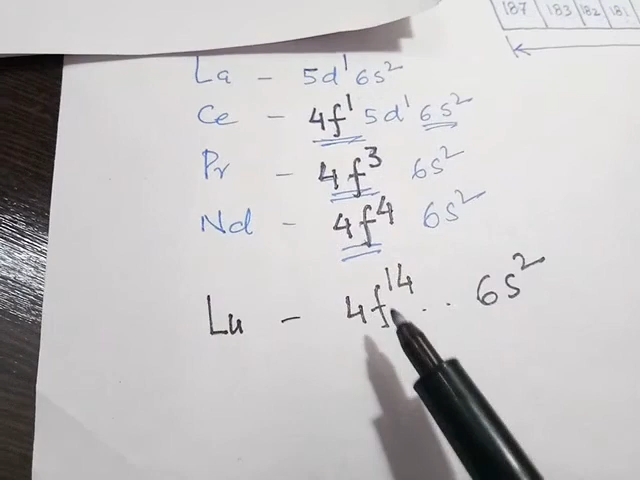 187 183 182 181
La - 5d¹ 6s²
Ce - 4f¹ 5d¹ 6s²
Pr - 4f³ 6s²
Nd - 4f⁴ 6s²
Lu - 4f¹⁴ .. 6s²